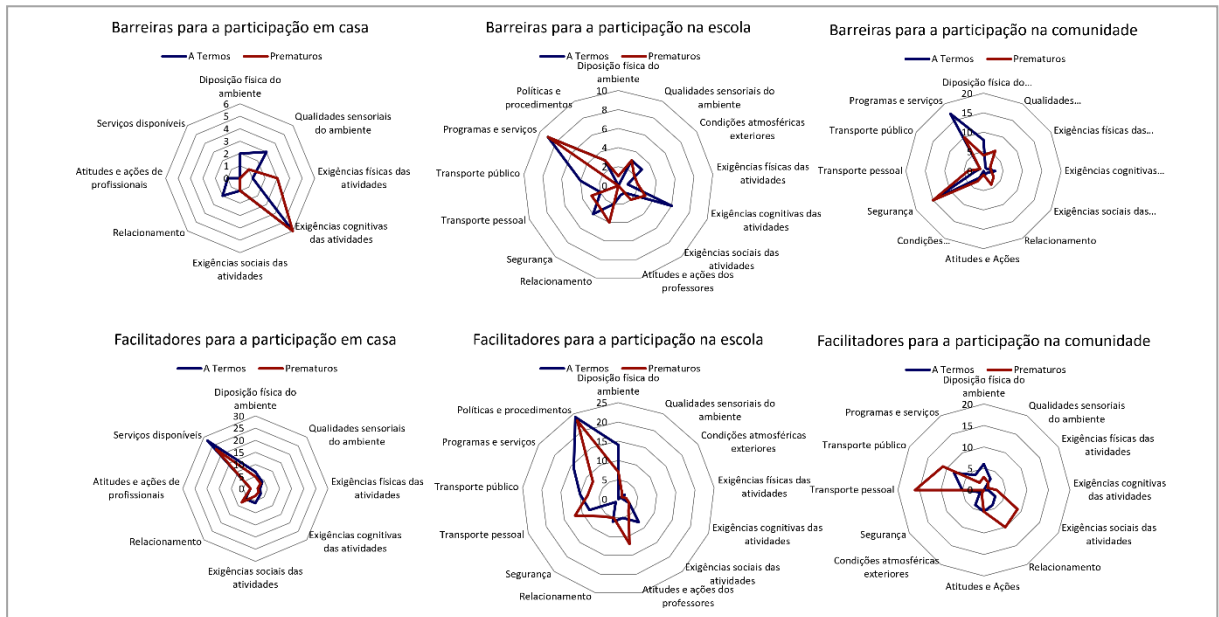 Barreiras para a participação em casa
A Termos Prematuros
Diposição física do
ambiente
Qualidades sensoriais
do ambiente
Exigências físicas das
atividades
Exigências cognitivas
das atividades
Exigências sociais das
atividades
Relacionamento
Atitudes e ações de
profissionais
Serviços disponíveis
6
5
4
3
2
1
0
Barreiras para a participação na escola
A Termos Prematuros
Diposição física do
ambiente
Qualidades sensoriais do
ambiente
Condições atmosféricas
exteriores
Exigências físicas das
atividades
Exigências cognitivas das
atividades
Exigências sociais das
atividades
Atitudes e ações dos
professores
Relacionamento
Segurança
Transporte pessoal
Transporte público
Programas e serviços
Políticas e
procedimentos
10
8
6
4
2
0
Barreiras para a participação na comunidade
A Termos Prematuros
Diposição física do...
Qualidades...
Exigências físicas das...
Exigências cognitivas...
Exigências sociais das...
Relacionamento
Atitudes e Ações
Condições...
Segurança
Transporte pessoal
Transporte público
Programas e serviços
20
15
10
5
0
Facilitadores para a participação em casa
A Termos Prematuros
Diposição física do
ambiente
Qualidades sensoriais
do ambiente
Exigências físicas das
atividades
Exigências cognitivas
das atividades
Exigências sociais das
atividades
Relacionamento
Atitudes e ações de
profissionais
Serviços disponíveis
30
25
20
15
10
5
0
Facilitadores para a participação na escola
A Termos Prematuros
Diposição física do
ambiente
Qualidades sensoriais do
ambiente
Condições atmosféricas
exteriores
Exigências físicas das
atividades
Exigências cognitivas das
atividades
Exigências sociais das
atividades
Atitudes e ações dos
professores
Relacionamento
Segurança
Transporte pessoal
Transporte público
Programas e serviços
Políticas e procedimentos
25
20
15
10
5
0
Facilitadores para a participação na comunidade
A Termos Prematuros
Diposição física do
ambiente
Qualidades sensoriais do
ambiente
Exigências físicas das
atividades
Exigências cognitivas
das atividades
Exigências sociais das
atividades
Relacionamento
Atitudes e Ações
Condições atmosféricas
exteriores
Segurança
Transporte pessoal
Transporte público
Programas e serviços
20
15
10
5
0